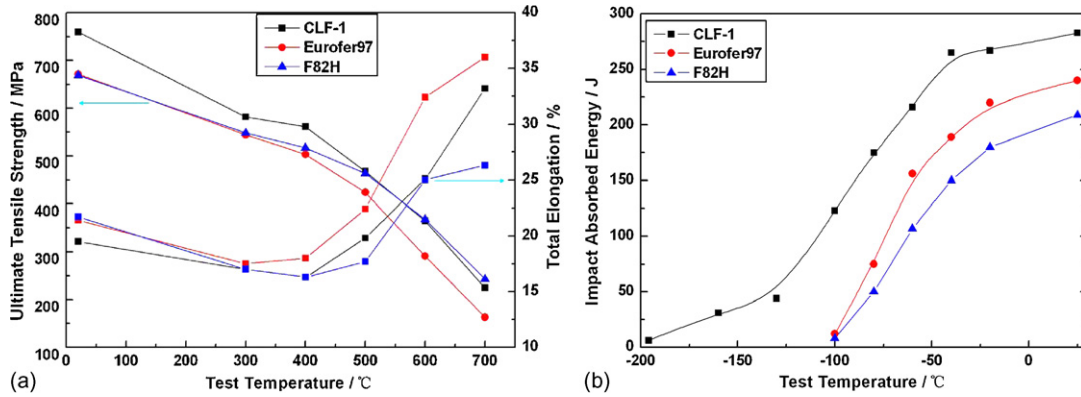 800
700
600
500
400
300
200
100
Ultimate Tensile Strength / MPa
CLF-1
Eurofer97
F82H
40
35
30
25
20
15
10
Total Elongation / %
0 100 200 300 400 500 600 700
Test Temperature / ℃
(a)
300
250
200
150
100
50
0
Impact Absorbed Energy / J
CLF-1
Eurofer97
F82H
-200 -150 -100 -50 0
Test Temperature / ℃
(b)